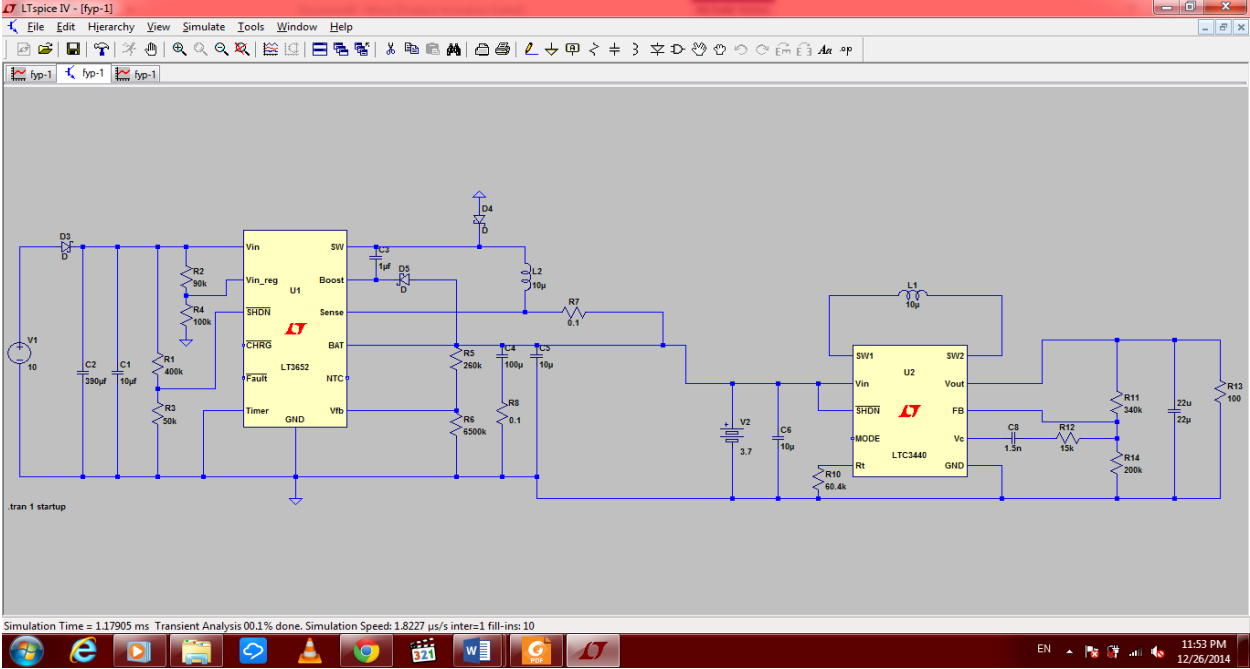 LTspice IV - [fyp-1]
File Edit Hierarchy View Simulate Tools Window Help
fyp-1 fyp-1 fyp-1
D3
D
V1
10
C2
390µf
C1
10µf
R1
400k
R3
50k
R2
90k
R4
100k
Vin
Vin_reg
SHDN
CHRG
Fault
Timer
U1
LT3652
GND
SW
Boost
Sense
BAT
NTC
Vfb
C3
1µf
D5
D
D4
D
L2
10µ
R7
0.1
R5
260k
R6
6500k
C4
100µ
R8
0.1
C5
10µ
V2
3.7
C6
10µ
L1
10µ
SW1
Vin
SHDN
MODE
Rt
U2
LTC3440
SW2
Vout
FB
Vc
GND
R10
60.4k
C8
1.5n
R12
15k
R11
340k
R14
200k
22u
22µ
R13
100
.tran 1 startup
Simulation Time = 1.17905 ms Transient Analysis 00.1% done. Simulation Speed: 1.8227 µs/s inter=1 fill-ins: 10
321
PDF
EN
11:53 PM
12/26/2014